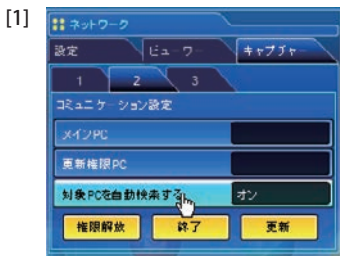 [1]
ネットワーク
設定 ビューワー キャプチャー
1 2 3
コミュニケーション設定
メインPC
更新権限PC
対象PCを自動検索する オン
権限解放 終了 更新